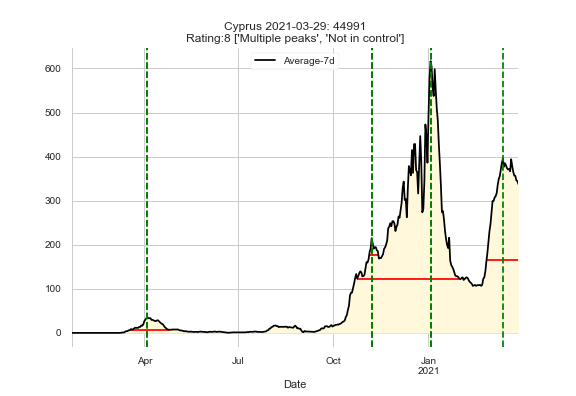 Cyprus 2021-03-29: 44991
Rating:8 ['Multiple peaks', 'Not in control']
Average-7d
600
500
400
300
200
100
0
Apr
Jul
Oct
Jan
2021
Date